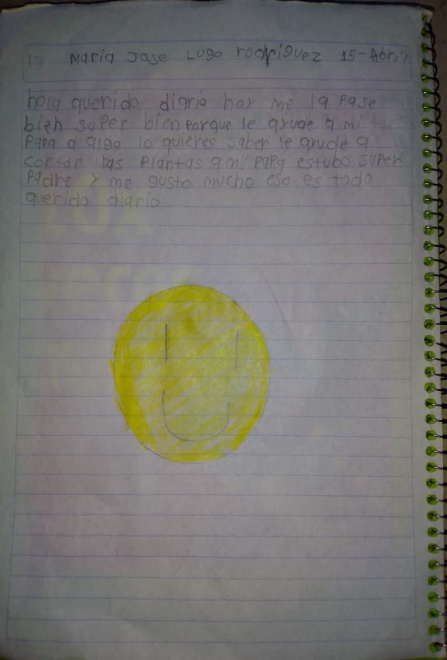 Maria Jose Lugo rodriguez 15-Abril
hola querido diario hoy me la pase
bien super bien porque le ayude a mi
papa a algo lo quieres saber le ayude a
cortar las plantas a mi papa estubo super
padre y me gusto mucho eso es todo
querido diario